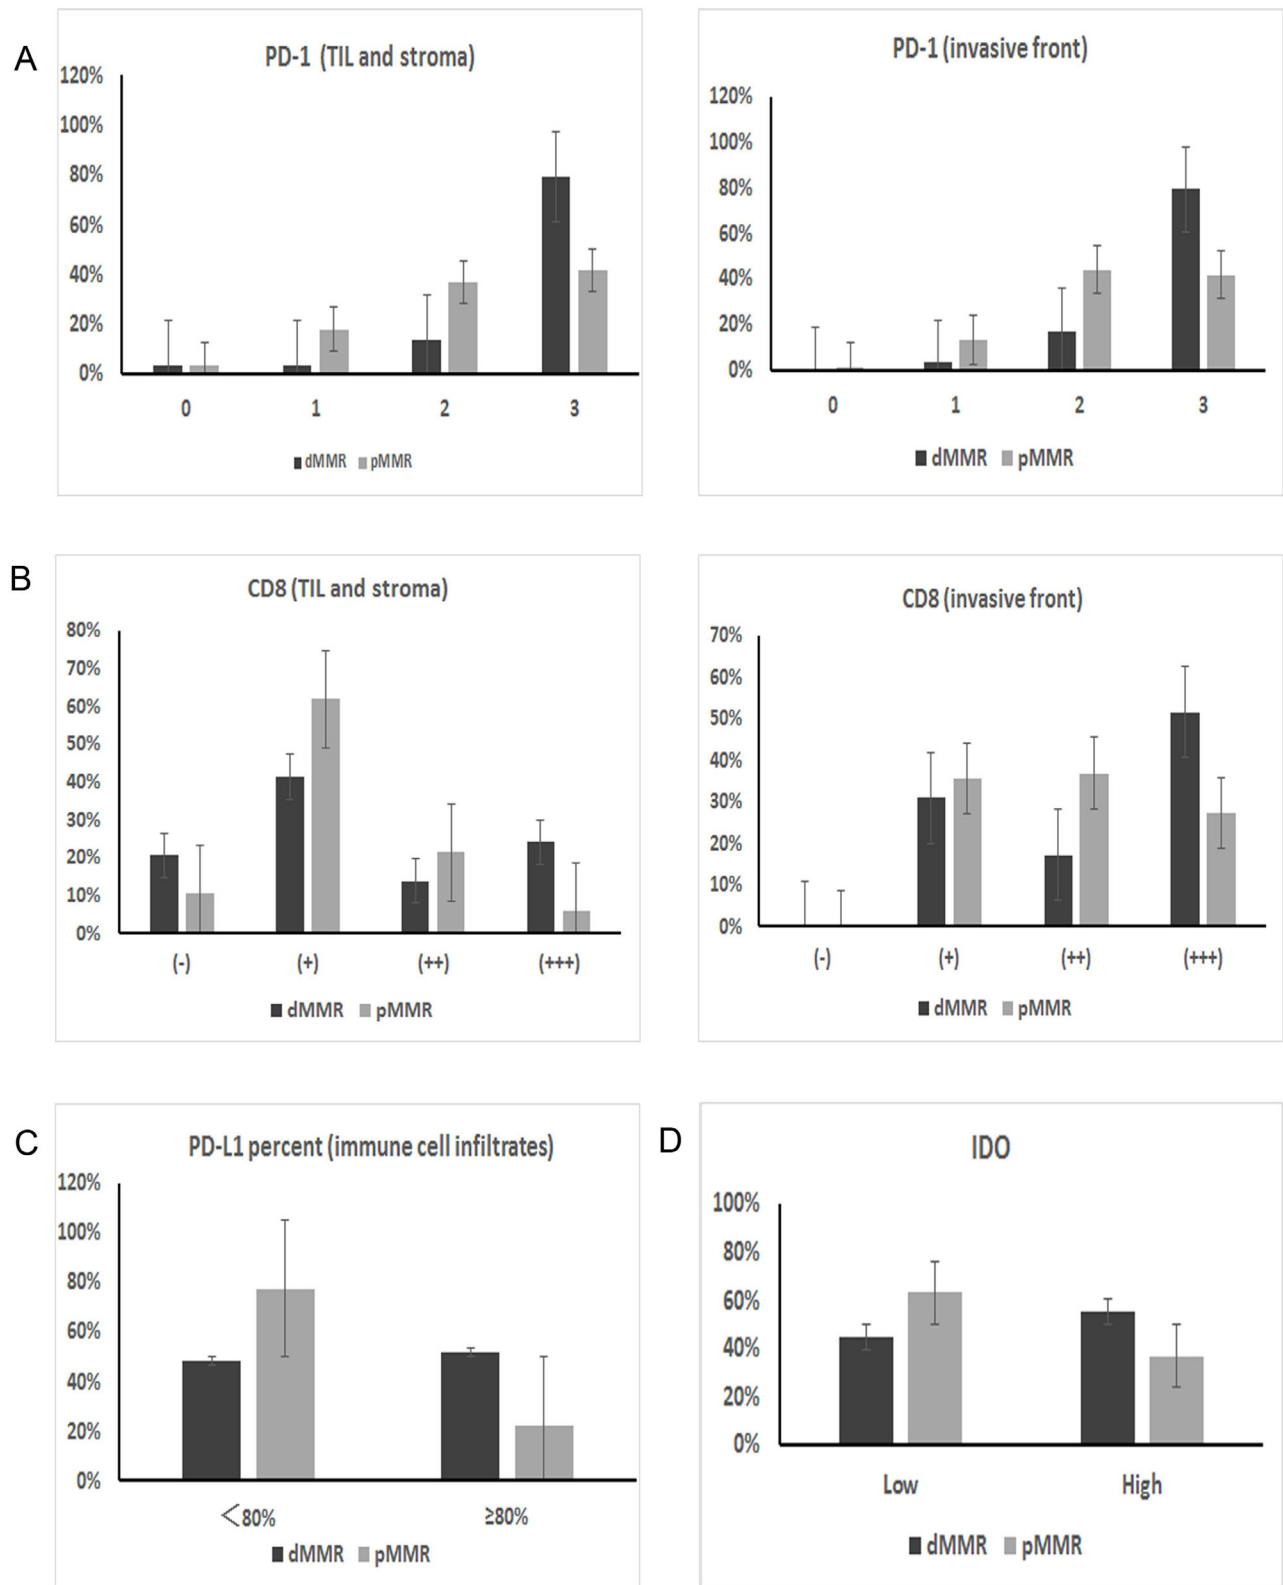 A
PD-1 (TIL and stroma)
120%
100%
80%
60%
40%
20%
0%
0 1 2 3
dMMR pMMR
PD-1 (invasive front)
120%
100%
80%
60%
40%
20%
0%
0 1 2 3
dMMR pMMR
B
CD8 (TIL and stroma)
80%
70%
60%
50%
40%
30%
20%
10%
0%
(-) (+) (++) (+++)
dMMR pMMR
CD8 (invasive front)
70%
60%
50%
40%
30%
20%
10%
0%
(-) (+) (++) (+++)
dMMR pMMR
C
PD-L1 percent (immune cell infiltrates)
120%
100%
80%
60%
40%
20%
0%
<80% ≥80%
dMMR pMMR
D
IDO
100%
80%
60%
40%
20%
0%
Low High
dMMR pMMR